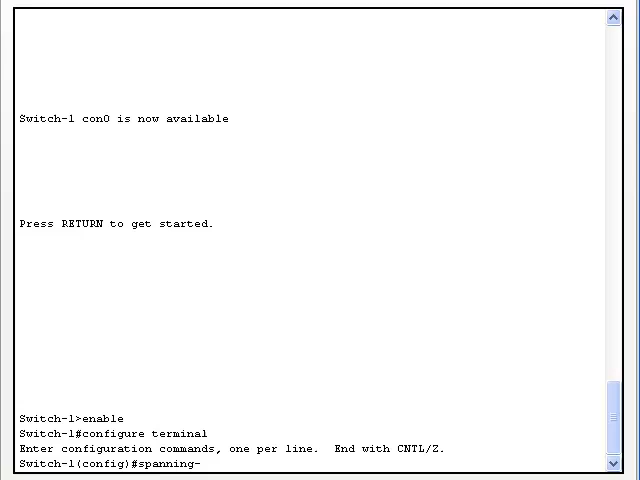 Switch-1 con0 is now available
Press RETURN to get started.
Switch-1>enable
Switch-1#configure terminal
Enter configuration commands, one per line.  End with CNTL/Z.
Switch-1(config)#spanning-